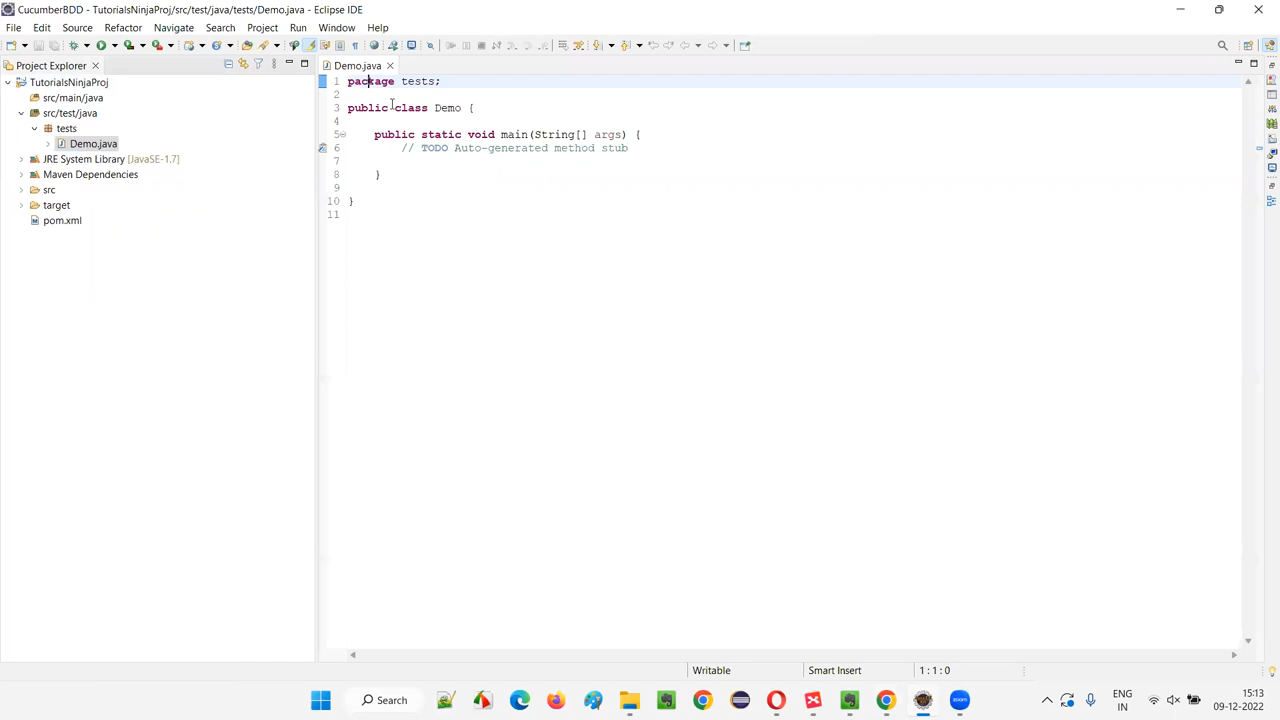 CucumberBDD - TutorialsNinjaProj/src/test/java/tests/Demo.java - Eclipse IDE
File Edit Source Refactor Navigate Search Project Run Window Help
Project Explorer
TutorialsNinjaProj
src/main/java
src/test/java
tests
Demo.java
JRE System Library [JavaSE-1.7]
Maven Dependencies
src
target
pom.xml
Demo.java
1 package tests;
2
3 public class Demo {
4
5 public static void main(String[] args) {
6 // TODO Auto-generated method stub
7
8 }
9
10 }
11
Writable Smart Insert 1 : 1 : 0
Search
ENG
IN
15:13
09-12-2022